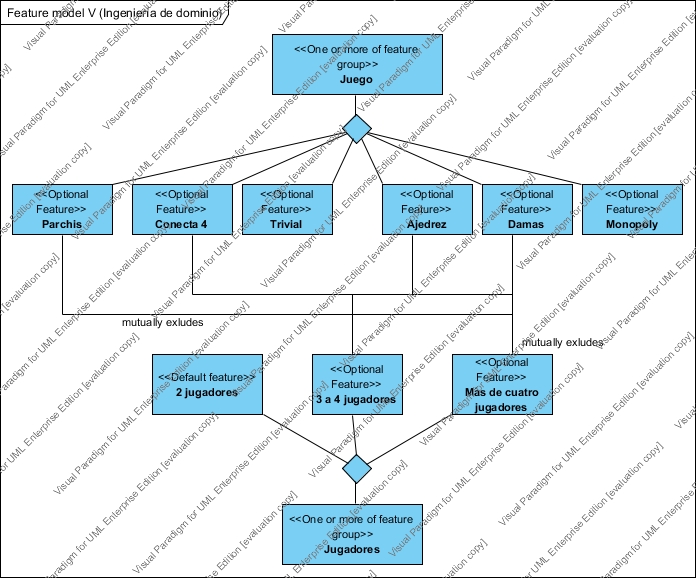 Feature model V (Ingenieria de dominio)
<<One or more of feature
group>>
Juego
<<Optional
Feature>>
Parchis
<<Optional
Feature>>
Conecta 4
<<Optional
Feature>>
Trivial
<<Optional
Feature>>
Ajedrez
<<Optional
Feature>>
Damas
<<Optional
Feature>>
Monopoly
mutually exludes
mutually exludes
<<Default feature>>
2 jugadores
<<Optional
Feature>>
3 a 4 jugadores
<<Optional
Feature>>
Mas de cuatro
jugadores
<<One or more of feature
group>>
Jugadores
Visual Paradigm for UML Enterprise Edition [evaluation copy]